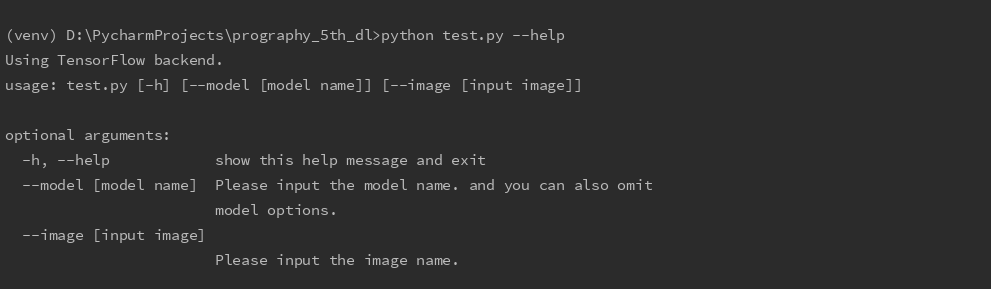 (venv) D:\PycharmProjects\prography_5th_dl>python test.py --help
Using TensorFlow backend.
usage: test.py [-h] [--model [model name]] [--image [input image]]
optional arguments:
-h, --help            show this help message and exit
--model [model name]  Please input the model name. and you can also omit
model options.
--image [input image]
Please input the image name.